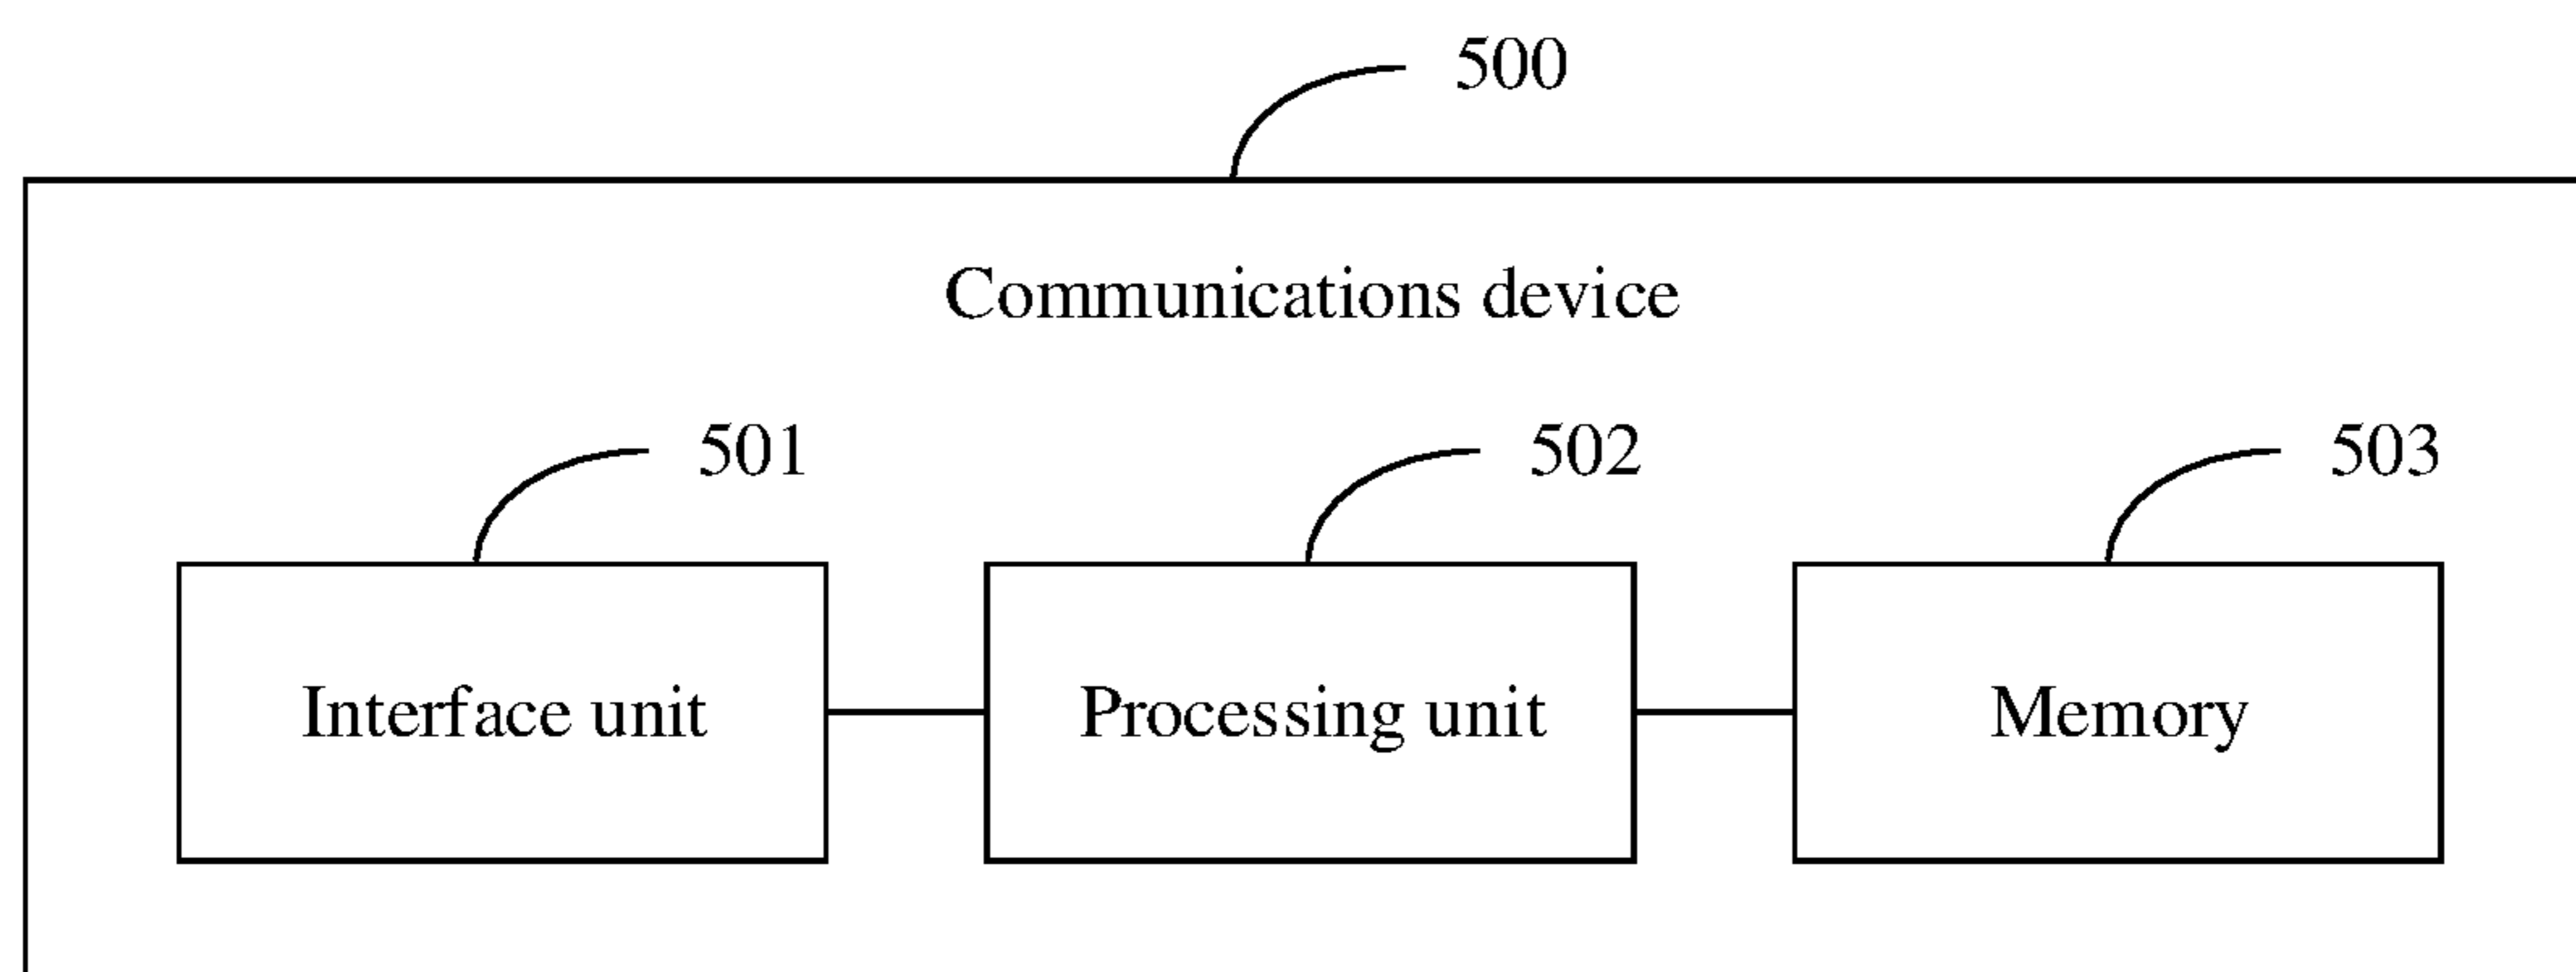 500
Communications device
501 502 503
Interface unit Processing unit Memory